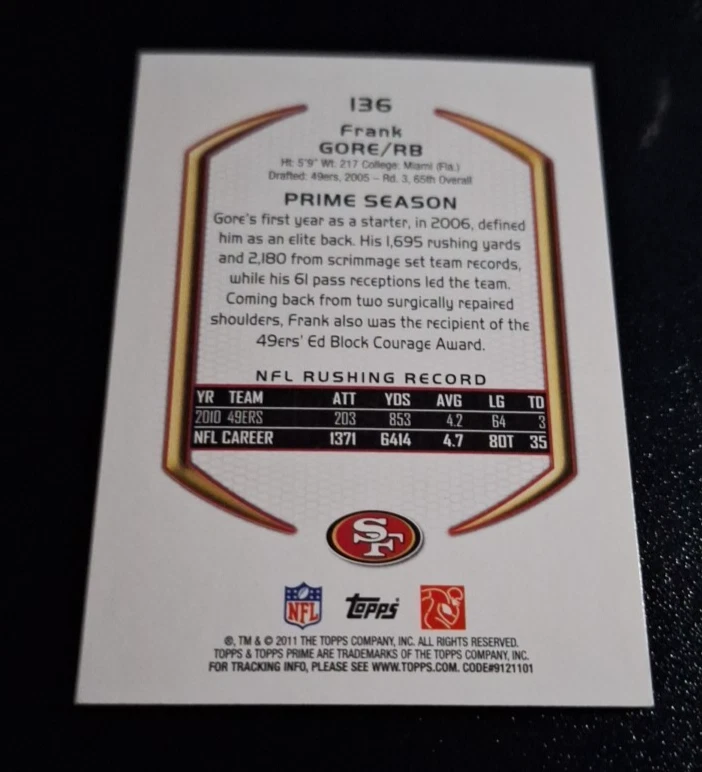 136
Frank
GORE/RB
Ht: 5'9" Wt: 217 College: Miami (Fla.)
Drafted: 49ers, 2005 – Rd. 3, 65th Overall
PRIME SEASON
Gore's first year as a starter, in 2006, defined
him as an elite back. His 1,695 rushing yards
and 2,180 from scrimmage set team records,
while his 61 pass receptions led the team.
Coming back from two surgically repaired
shoulders, Frank also was the recipient of the
49ers' Ed Block Courage Award.
NFL RUSHING RECORD
YR TEAM ATT YDS AVG LG TD
2010 49ERS 203 853 4.2 64 3
NFL CAREER 1371 6414 4.7 80T 35
SF
NFL Topps
®, TM & © 2011 THE TOPPS COMPANY, INC. ALL RIGHTS RESERVED.
TOPPS & TOPPS PRIME ARE TRADEMARKS OF THE TOPPS COMPANY, INC.
FOR TRACKING INFO, PLEASE SEE WWW.TOPPS.COM. CODE#9121101